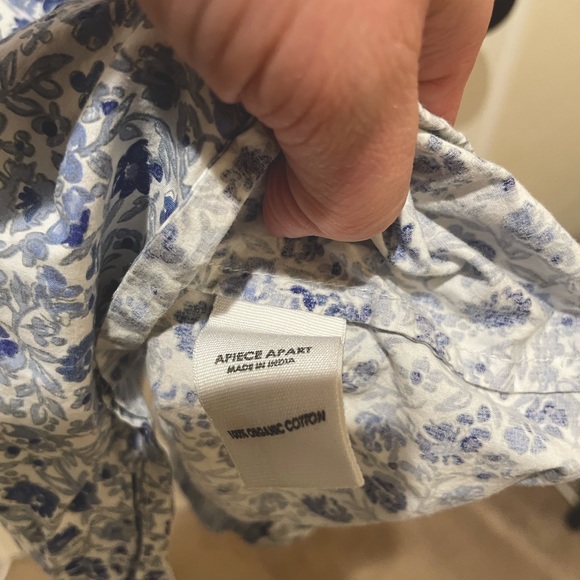 APIECE APART
MADE IN INDIA
100% ORGANIC COTTON